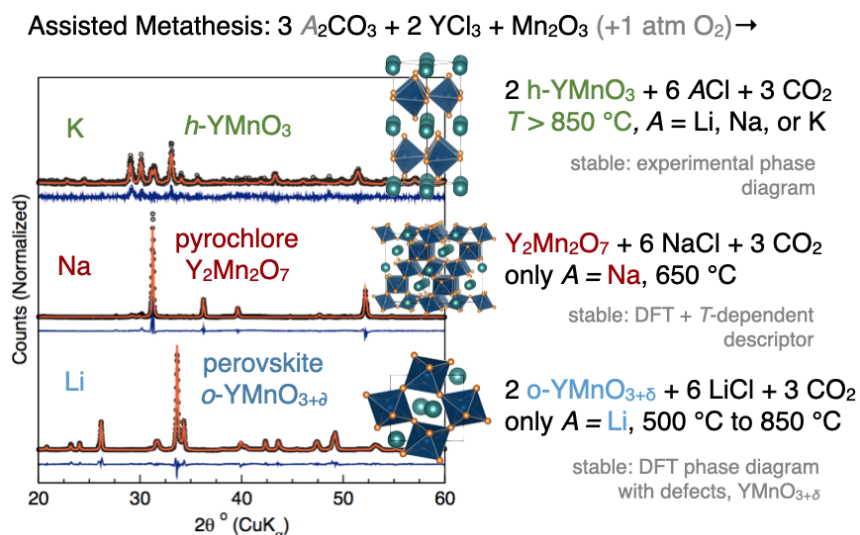 Assisted Metathesis: 3 A₂CO₃ + 2 YCl₃ + Mn₂O₃ (+1 atm O₂) →
K
h-YMnO₃
2 h-YMnO₃ + 6 ACl + 3 CO₂
T > 850 °C, A = Li, Na, or K
stable: experimental phase
diagram
Na
pyrochlore
Y₂Mn₂O₇
Y₂Mn₂O₇ + 6 NaCl + 3 CO₂
only A = Na, 650 °C
stable: DFT + T-dependent
descriptor
Li
perovskite
o-YMnO₃₊∂
2 o-YMnO₃₊δ + 6 LiCl + 3 CO₂
only A = Li, 500 °C to 850 °C
stable: DFT phase diagram
with defects, YMnO₃₊δ
Counts (Normalized)
20 30 40 50 60
2θ ° (CuKα)